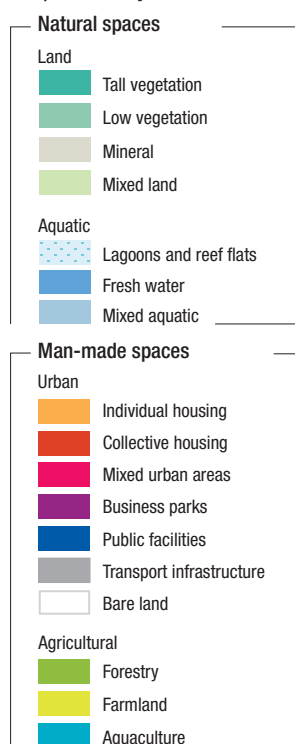 Natural spaces
Land
Tall vegetation
Low vegetation
Mineral
Mixed land
Aquatic
Lagoons and reef flats
Fresh water
Mixed aquatic
Man-made spaces
Urban
Individual housing
Collective housing
Mixed urban areas
Business parks
Public facilities
Transport infrastructure
Bare land
Agricultural
Forestry
Farmland
Aquaculture